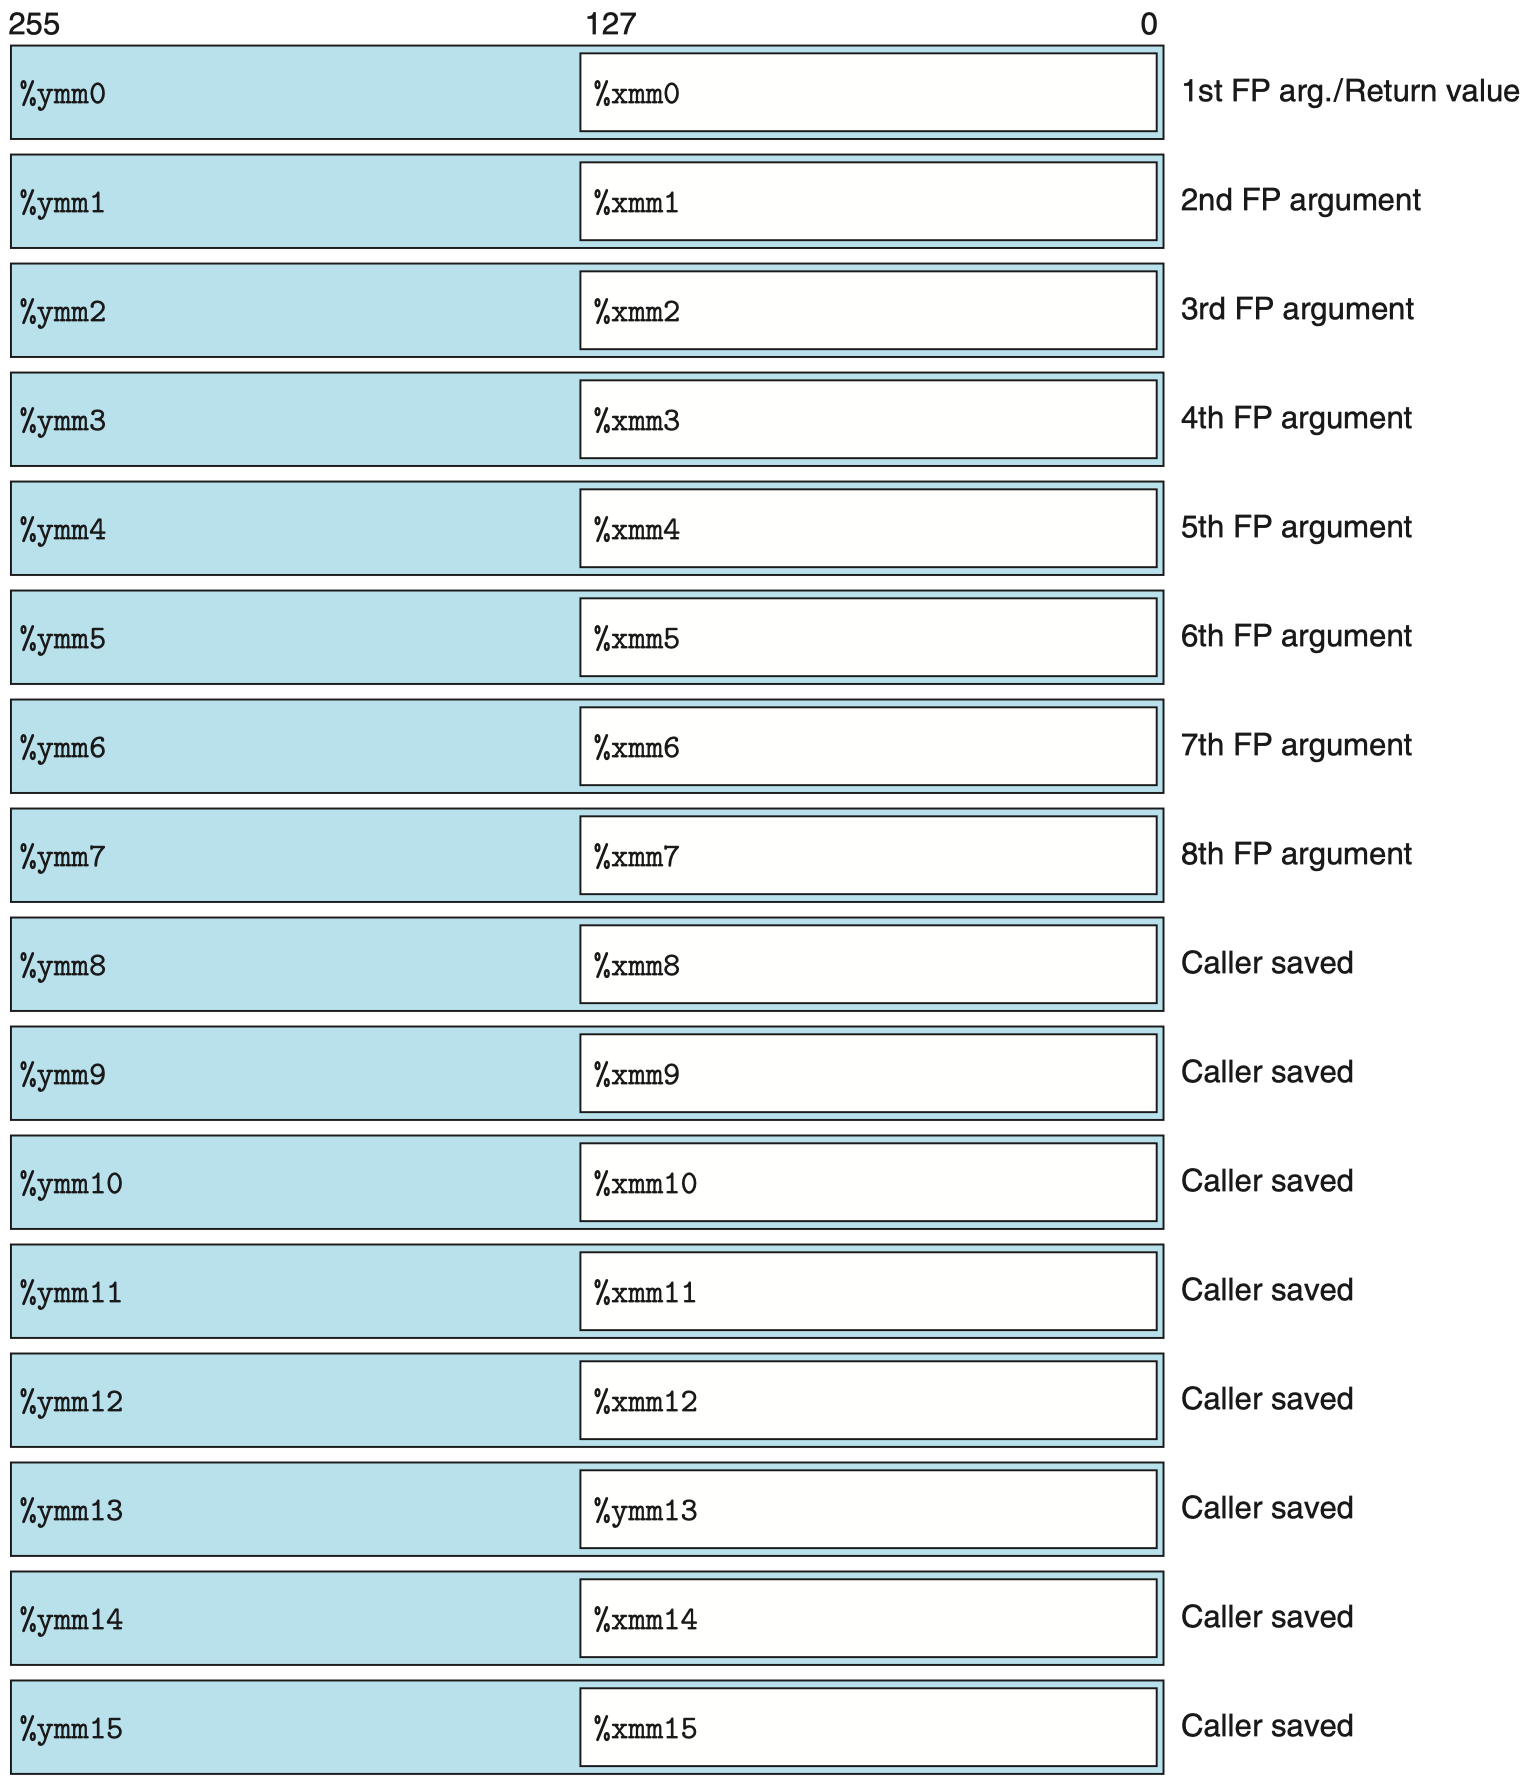 255 127 0
%ymm0 %xmm0 1st FP arg./Return value
%ymm1 %xmm1 2nd FP argument
%ymm2 %xmm2 3rd FP argument
%ymm3 %xmm3 4th FP argument
%ymm4 %xmm4 5th FP argument
%ymm5 %xmm5 6th FP argument
%ymm6 %xmm6 7th FP argument
%ymm7 %xmm7 8th FP argument
%ymm8 %xmm8 Caller saved
%ymm9 %xmm9 Caller saved
%ymm10 %xmm10 Caller saved
%ymm11 %xmm11 Caller saved
%ymm12 %xmm12 Caller saved
%ymm13 %ymm13 Caller saved
%ymm14 %xmm14 Caller saved
%ymm15 %xmm15 Caller saved